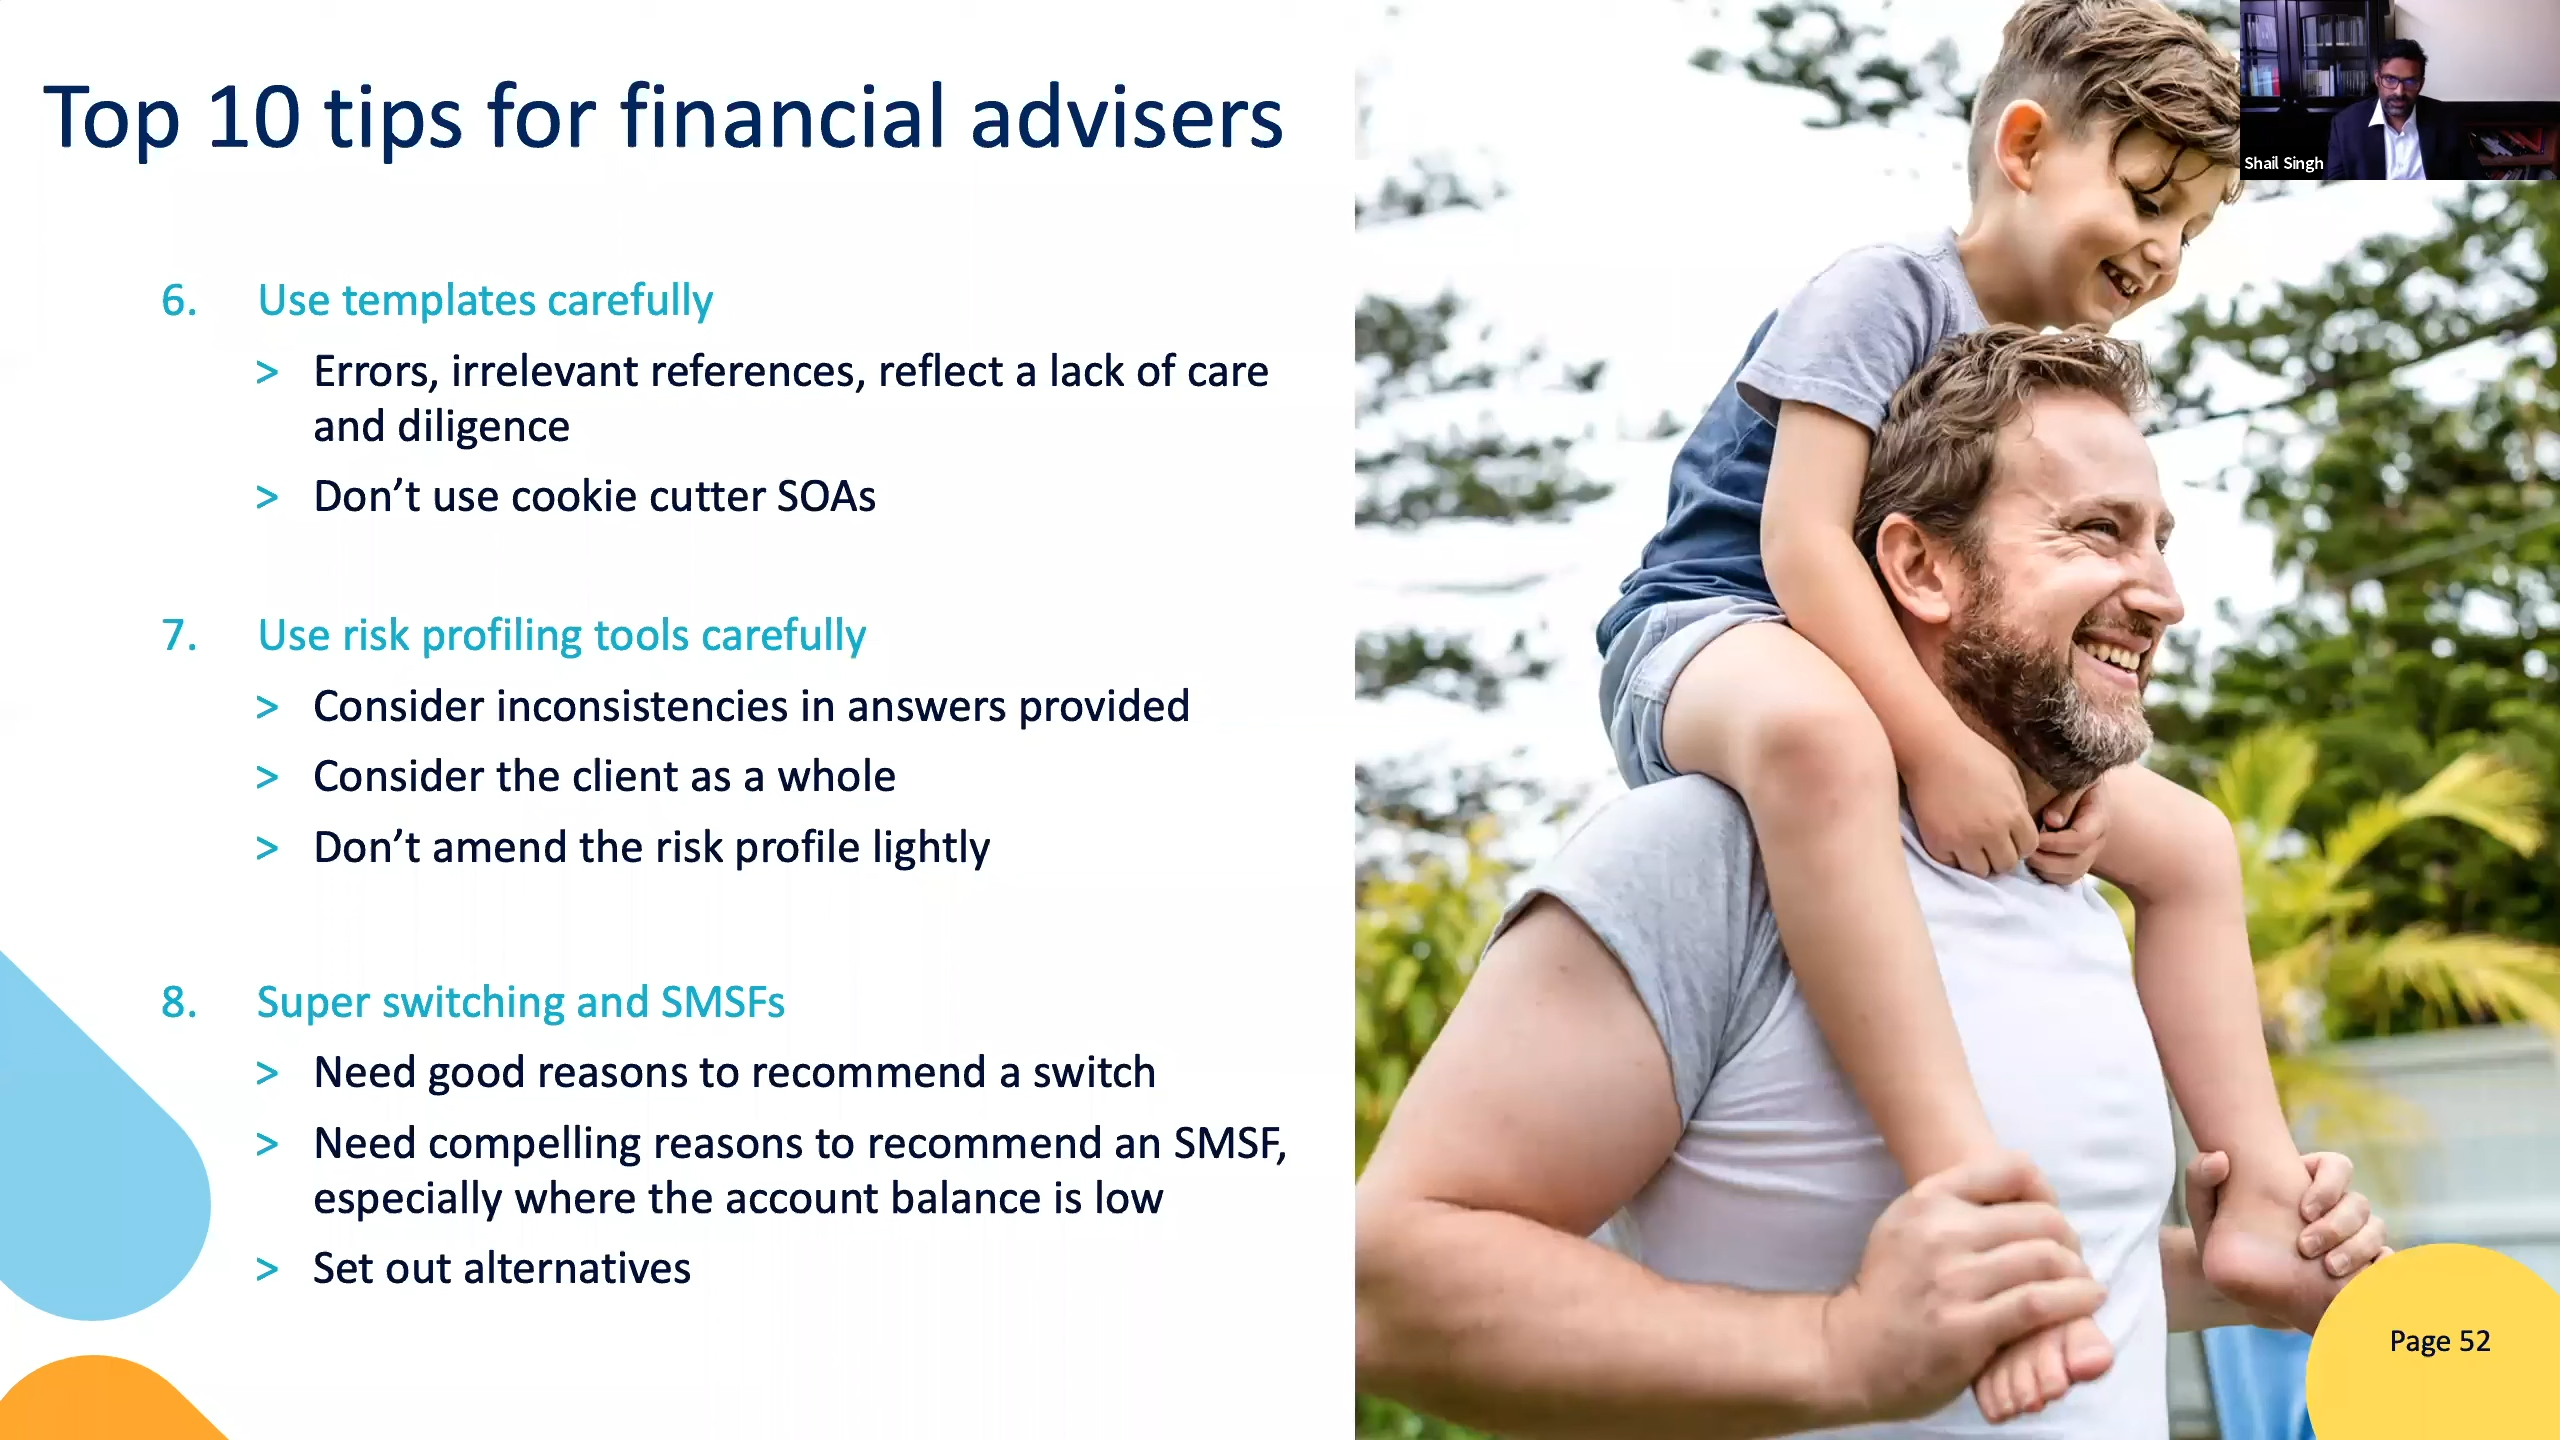 Top 10 tips for financial advisers
Shail Singh
6. Use templates carefully
> Errors, irrelevant references, reflect a lack of care
and diligence
> Don’t use cookie cutter SOAs
7. Use risk profiling tools carefully
> Consider inconsistencies in answers provided
> Consider the client as a whole
> Don’t amend the risk profile lightly
8. Super switching and SMSFs
> Need good reasons to recommend a switch
> Need compelling reasons to recommend an SMSF,
especially where the account balance is low
> Set out alternatives
Page 52